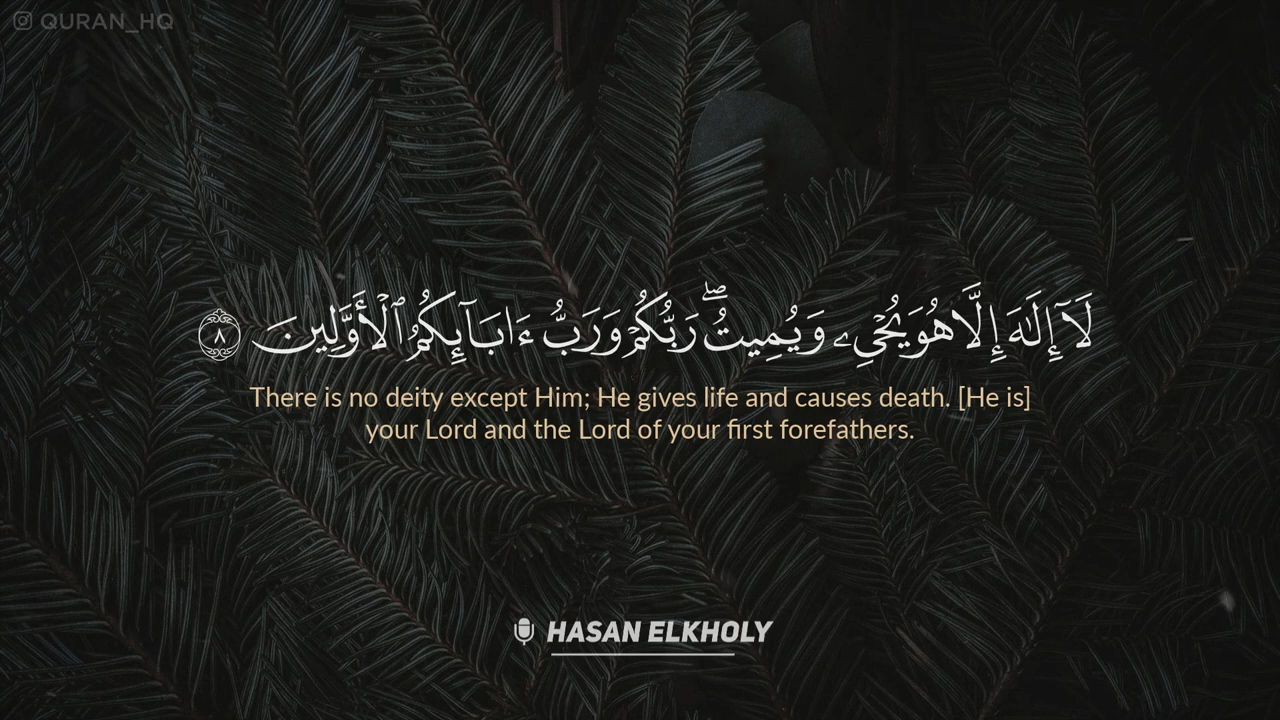 QURAN_HQ
لَآ إِلَٰهَ إِلَّا هُوَ يُحْىِۦ وَيُمِيتُ ۖ رَبُّكُمْ وَرَبُّ ءَابَآئِكُمُ ٱلْأَوَّلِينَ ٨
There is no deity except Him; He gives life and causes death. [He is]
your Lord and the Lord of your first forefathers.
HASAN ELKHOLY